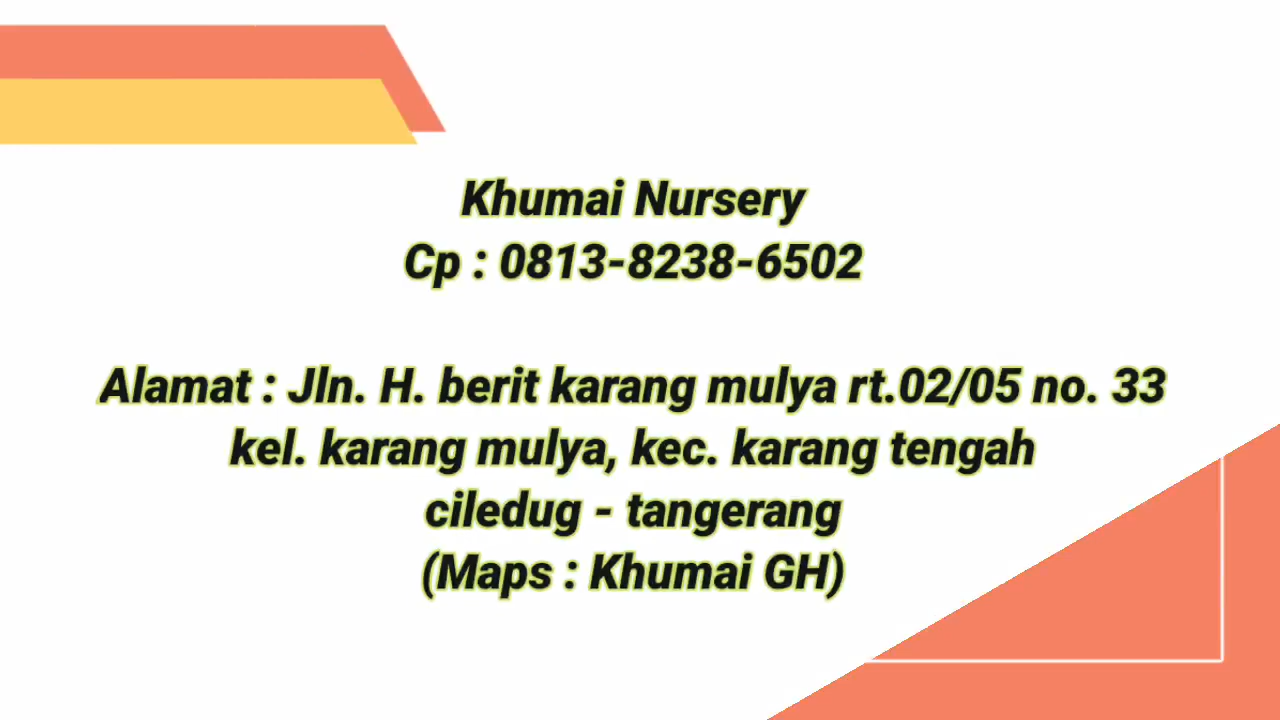 Khumai Nursery
Cp : 0813-8238-6502
Alamat : Jln. H. berit karang mulya rt.02/05 no. 33
kel. karang mulya, kec. karang tengah
ciledug - tangerang
(Maps : Khumai GH)